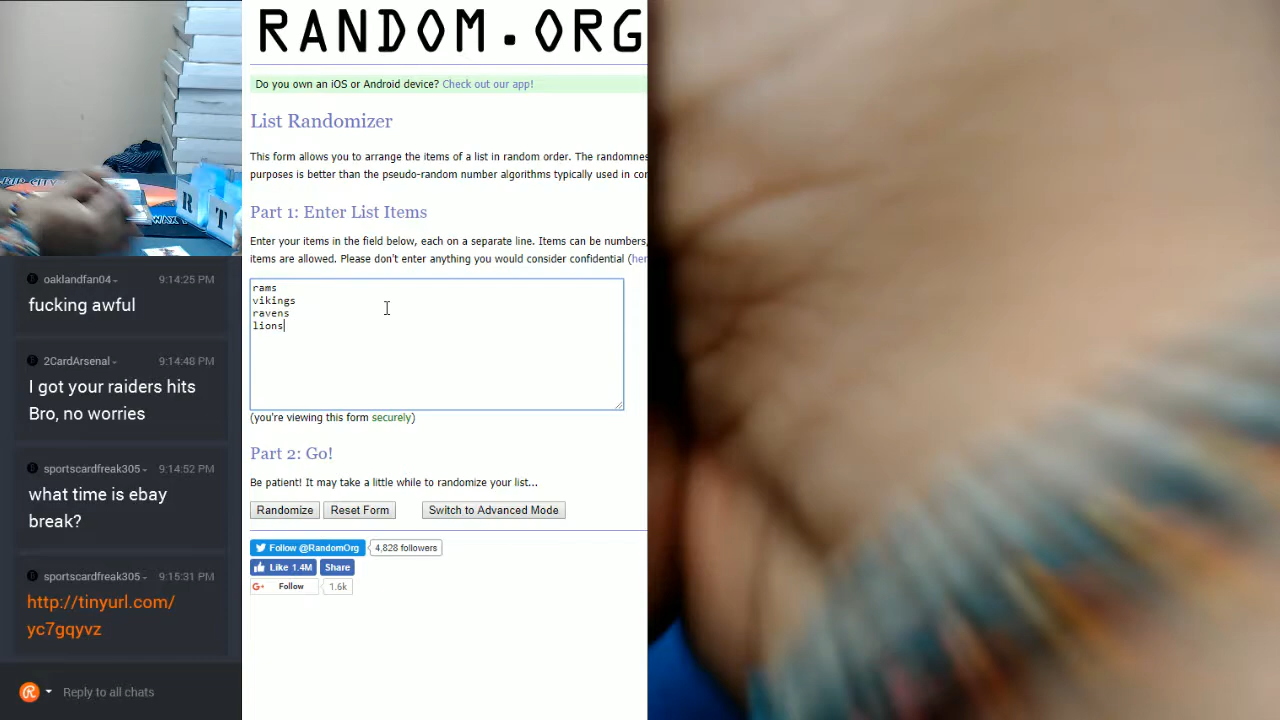 RANDOM.ORG
Do you own an iOS or Android device? Check out our app!
List Randomizer
This form allows you to arrange the items of a list in random order. The randomne
purposes is better than the pseudo-random number algorithms typically used in co
Part 1: Enter List Items
Enter your items in the field below, each on a separate line. Items can be numbers,
items are allowed. Please don't enter anything you would consider confidential (her
rams
vikings
ravens
lions
(you're viewing this form securely)
Part 2: Go!
Be patient! It may take a little while to randomize your list...
Randomize
Reset Form
Switch to Advanced Mode
Follow @RandomOrg
4,828 followers
Like 1.4M
Share
G+ Follow
1.6k
RIP-CITY
WAX
R
T
oaklandfan04
9:14:25 PM
fucking awful
2CardArsenal
9:14:48 PM
I got your raiders hits
Bro, no worries
sportscardfreak305
9:14:52 PM
what time is ebay
break?
sportscardfreak305
9:15:31 PM
http://tinyurl.com/
yc7gqyvz
Reply to all chats